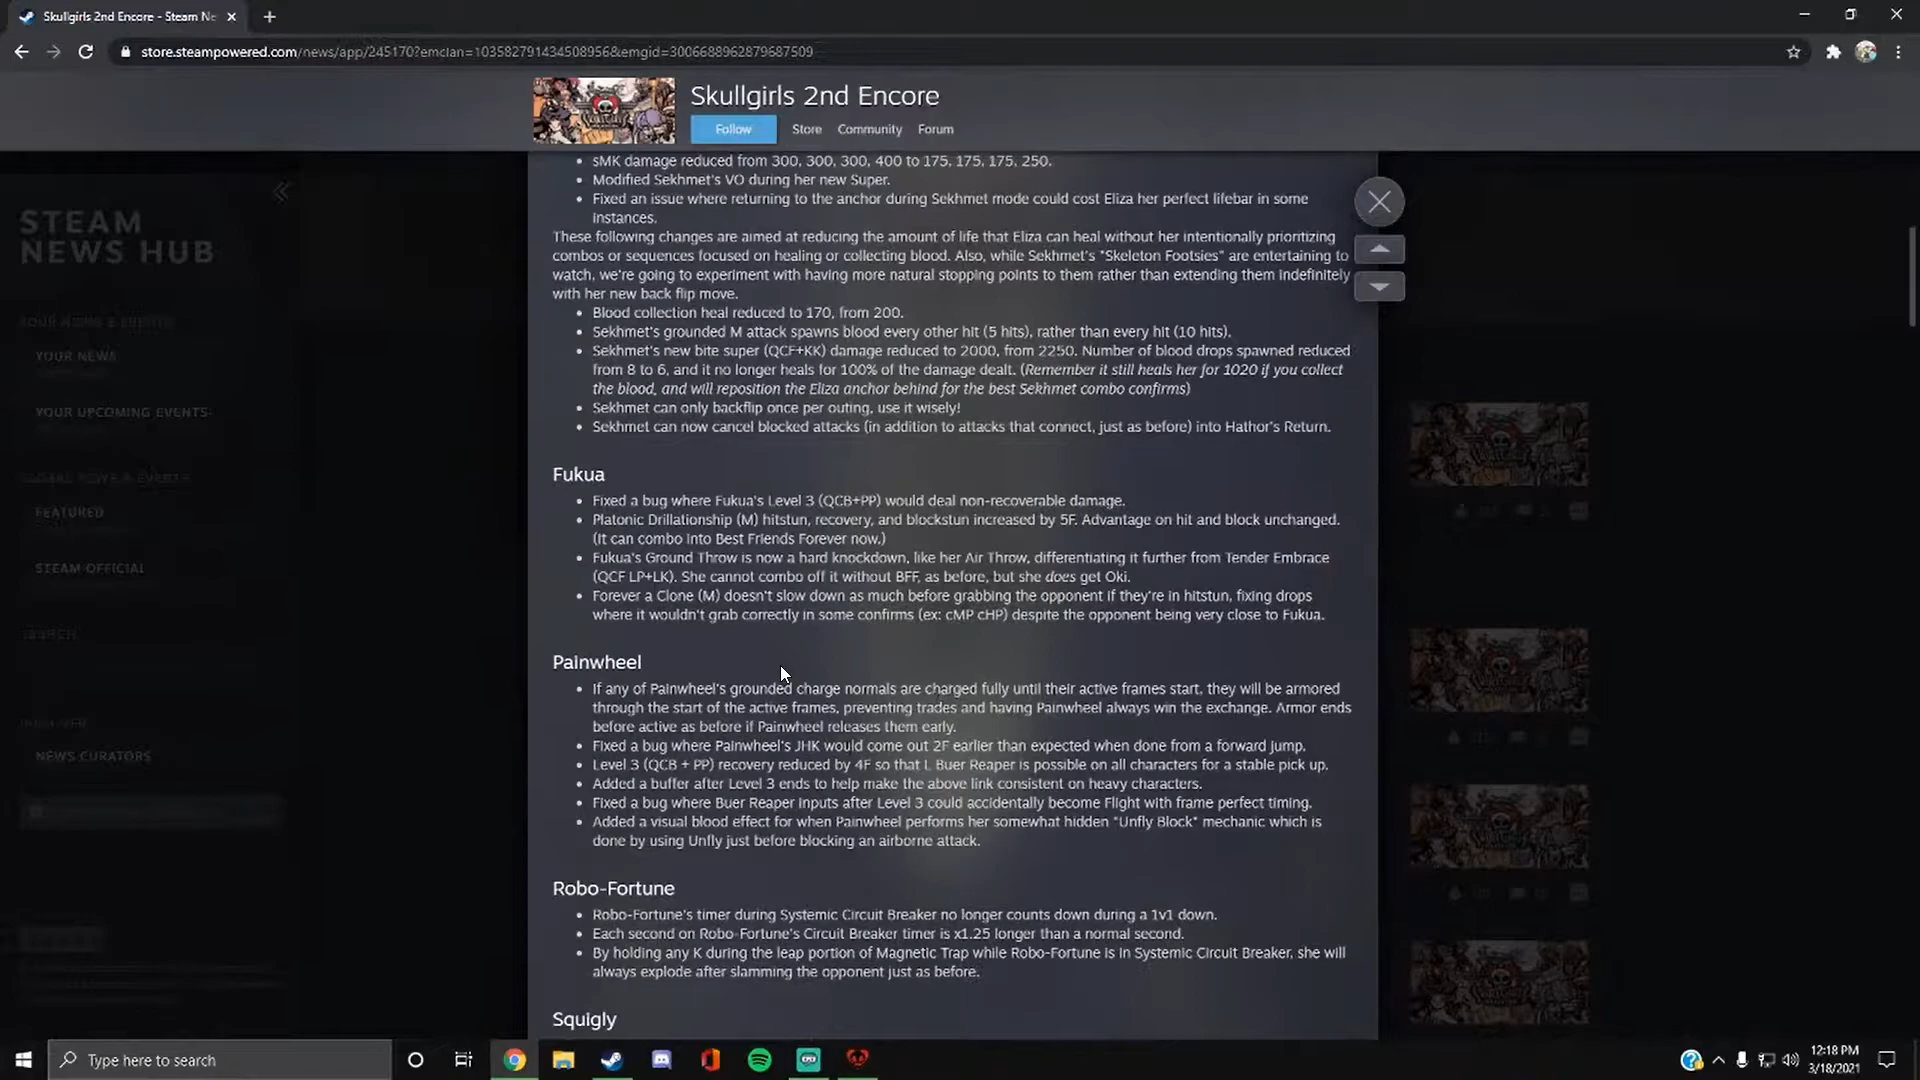 Skullgirls 2nd Encore - Steam Ne
store.steampowered.com/news/app/245170?emclan=103582791434508956&emgid=3006688962879687509
Skullgirls 2nd Encore
Follow Store Community Forum
STEAM
NEWS HUB
YOUR NEWS & EVENTS
YOUR NEWS
YOUR UPCOMING EVENTS
FEATURED
STEAM OFFICIAL
SEARCH
NEWS CURATORS
sMK damage reduced from 300, 300, 300, 400 to 175, 175, 175, 250.
Modified Sekhmet's VO during her new Super.
Fixed an issue where returning to the anchor during Sekhmet mode could cost Eliza her perfect lifebar in some
instances.
These following changes are aimed at reducing the amount of life that Eliza can heal without her intentionally prioritizing
combos or sequences focused on healing or collecting blood. Also, while Sekhmet's "Skeleton Footsies" are entertaining to
watch, we're going to experiment with having more natural stopping points to them rather than extending them indefinitely
with her new back flip move.
Blood collection heal reduced to 170, from 200.
Sekhmet's grounded M attack spawns blood every other hit (5 hits), rather than every hit (10 hits).
Sekhmet's new bite super (QCF+KK) damage reduced to 2000, from 2250. Number of blood drops spawned reduced
from 8 to 6, and it no longer heals for 100% of the damage dealt. (Remember it still heals her for 1020 if you collect
the blood, and will reposition the Eliza anchor behind for the best Sekhmet combo confirms)
Sekhmet can only backflip once per outing, use it wisely!
Sekhmet can now cancel blocked attacks (in addition to attacks that connect, just as before) into Hathor's Return.
Fukua
Fixed a bug where Fukua's Level 3 (QCB+PP) would deal non-recoverable damage.
Platonic Drillationship (M) hitstun, recovery, and blockstun increased by 5F. Advantage on hit and block unchanged.
(It can combo into Best Friends Forever now.)
Fukua's Ground Throw is now a hard knockdown, like her Air Throw, differentiating it further from Tender Embrace
(QCF LP+LK). She cannot combo off it without BFF, as before, but she does get Oki.
Forever a Clone (M) doesn't slow down as much before grabbing the opponent if they're in hitstun, fixing drops
where it wouldn't grab correctly in some confirms (ex: cMP cHP) despite the opponent being very close to Fukua.
Painwheel
If any of Painwheel's grounded charge normals are charged fully until their active frames start, they will be armored
through the start of the active frames, preventing trades and having Painwheel always win the exchange. Armor ends
before active as before if Painwheel releases them early.
Fixed a bug where Painwheel's JHK would come out 2F earlier than expected when done from a forward jump.
Level 3 (QCB + PP) recovery reduced by 4F so that L Buer Reaper is possible on all characters for a stable pick up.
Added a buffer after Level 3 ends to help make the above link consistent on heavy characters.
Fixed a bug where Buer Reaper inputs after Level 3 could accidentally become Flight with frame perfect timing.
Added a visual blood effect for when Painwheel performs her somewhat hidden "Unfly Block" mechanic which is
done by using Unfly just before blocking an airborne attack.
Robo-Fortune
Robo-Fortune's timer during Systemic Circuit Breaker no longer counts down during a 1v1 down.
Each second on Robo-Fortune's Circuit Breaker timer is x1.25 longer than a normal second.
By holding any K during the leap portion of Magnetic Trap while Robo-Fortune is in Systemic Circuit Breaker, she will
always explode after slamming the opponent just as before.
Squigly
Type here to search
12:18 PM
3/18/2021